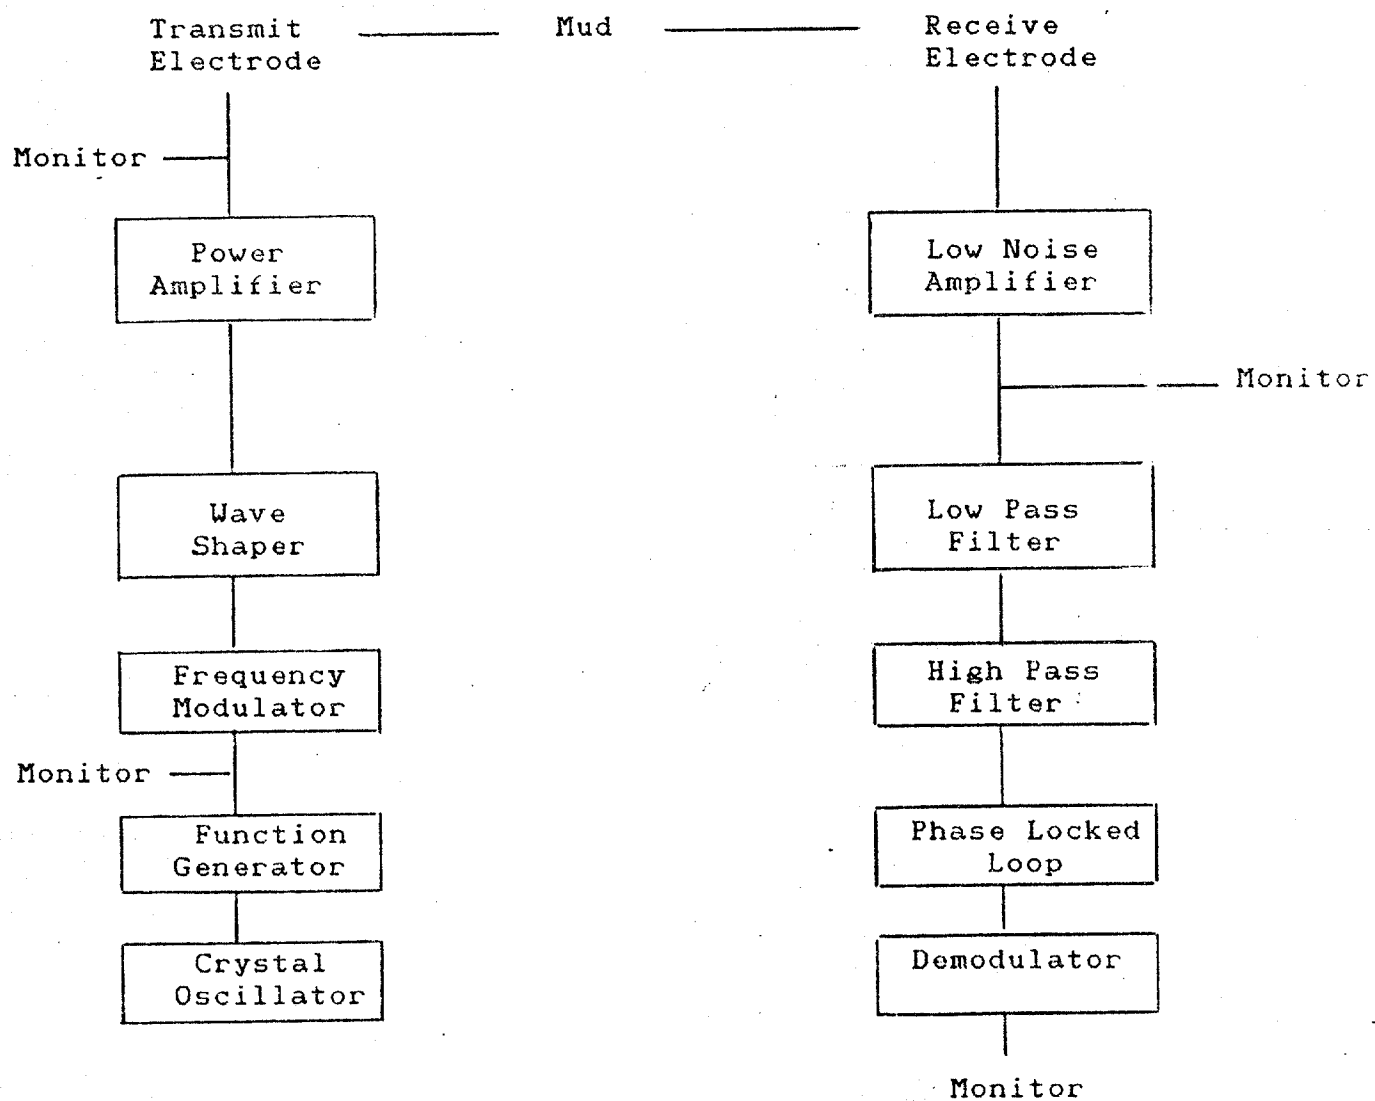 Transmit
Electrode
Mud
Receive
Electrode
Monitor
Power
Amplifier
Low Noise
Amplifier
Monitor
Wave
Shaper
Low Pass
Filter
Frequency
Modulator
High Pass
Filter
Monitor
Function
Generator
Phase Locked
Loop
Crystal
Oscillator
Demodulator
Monitor